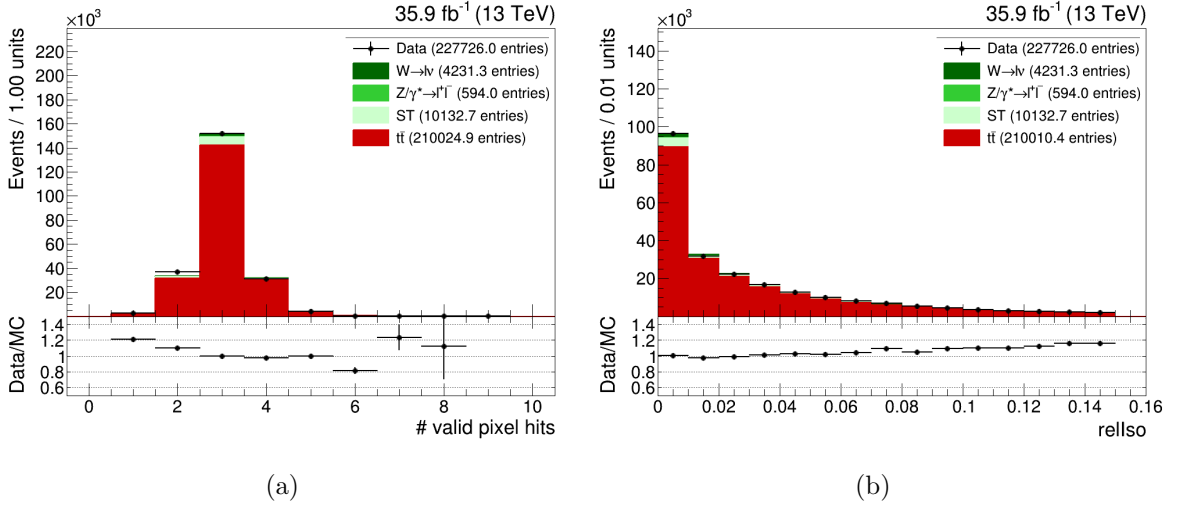 ×10³
35.9 fb⁻¹ (13 TeV)
Events / 1.00 units
220
200
180
160
140
120
100
80
60
40
20
Data (227726.0 entries)
W→lν (4231.3 entries)
Z/γ*→l⁺l⁻ (594.0 entries)
ST (10132.7 entries)
tt̄ (210024.9 entries)
Data/MC
1.4
1.2
1
0.8
0.6
0 2 4 6 8 10
# valid pixel hits
(a)
×10³
35.9 fb⁻¹ (13 TeV)
Events / 0.01 units
140
120
100
80
60
40
20
Data (227726.0 entries)
W→lν (4231.3 entries)
Z/γ*→l⁺l⁻ (594.0 entries)
ST (10132.7 entries)
tt̄ (210010.4 entries)
Data/MC
1.4
1.2
1
0.8
0.6
0 0.02 0.04 0.06 0.08 0.1 0.12 0.14 0.16
relIso
(b)